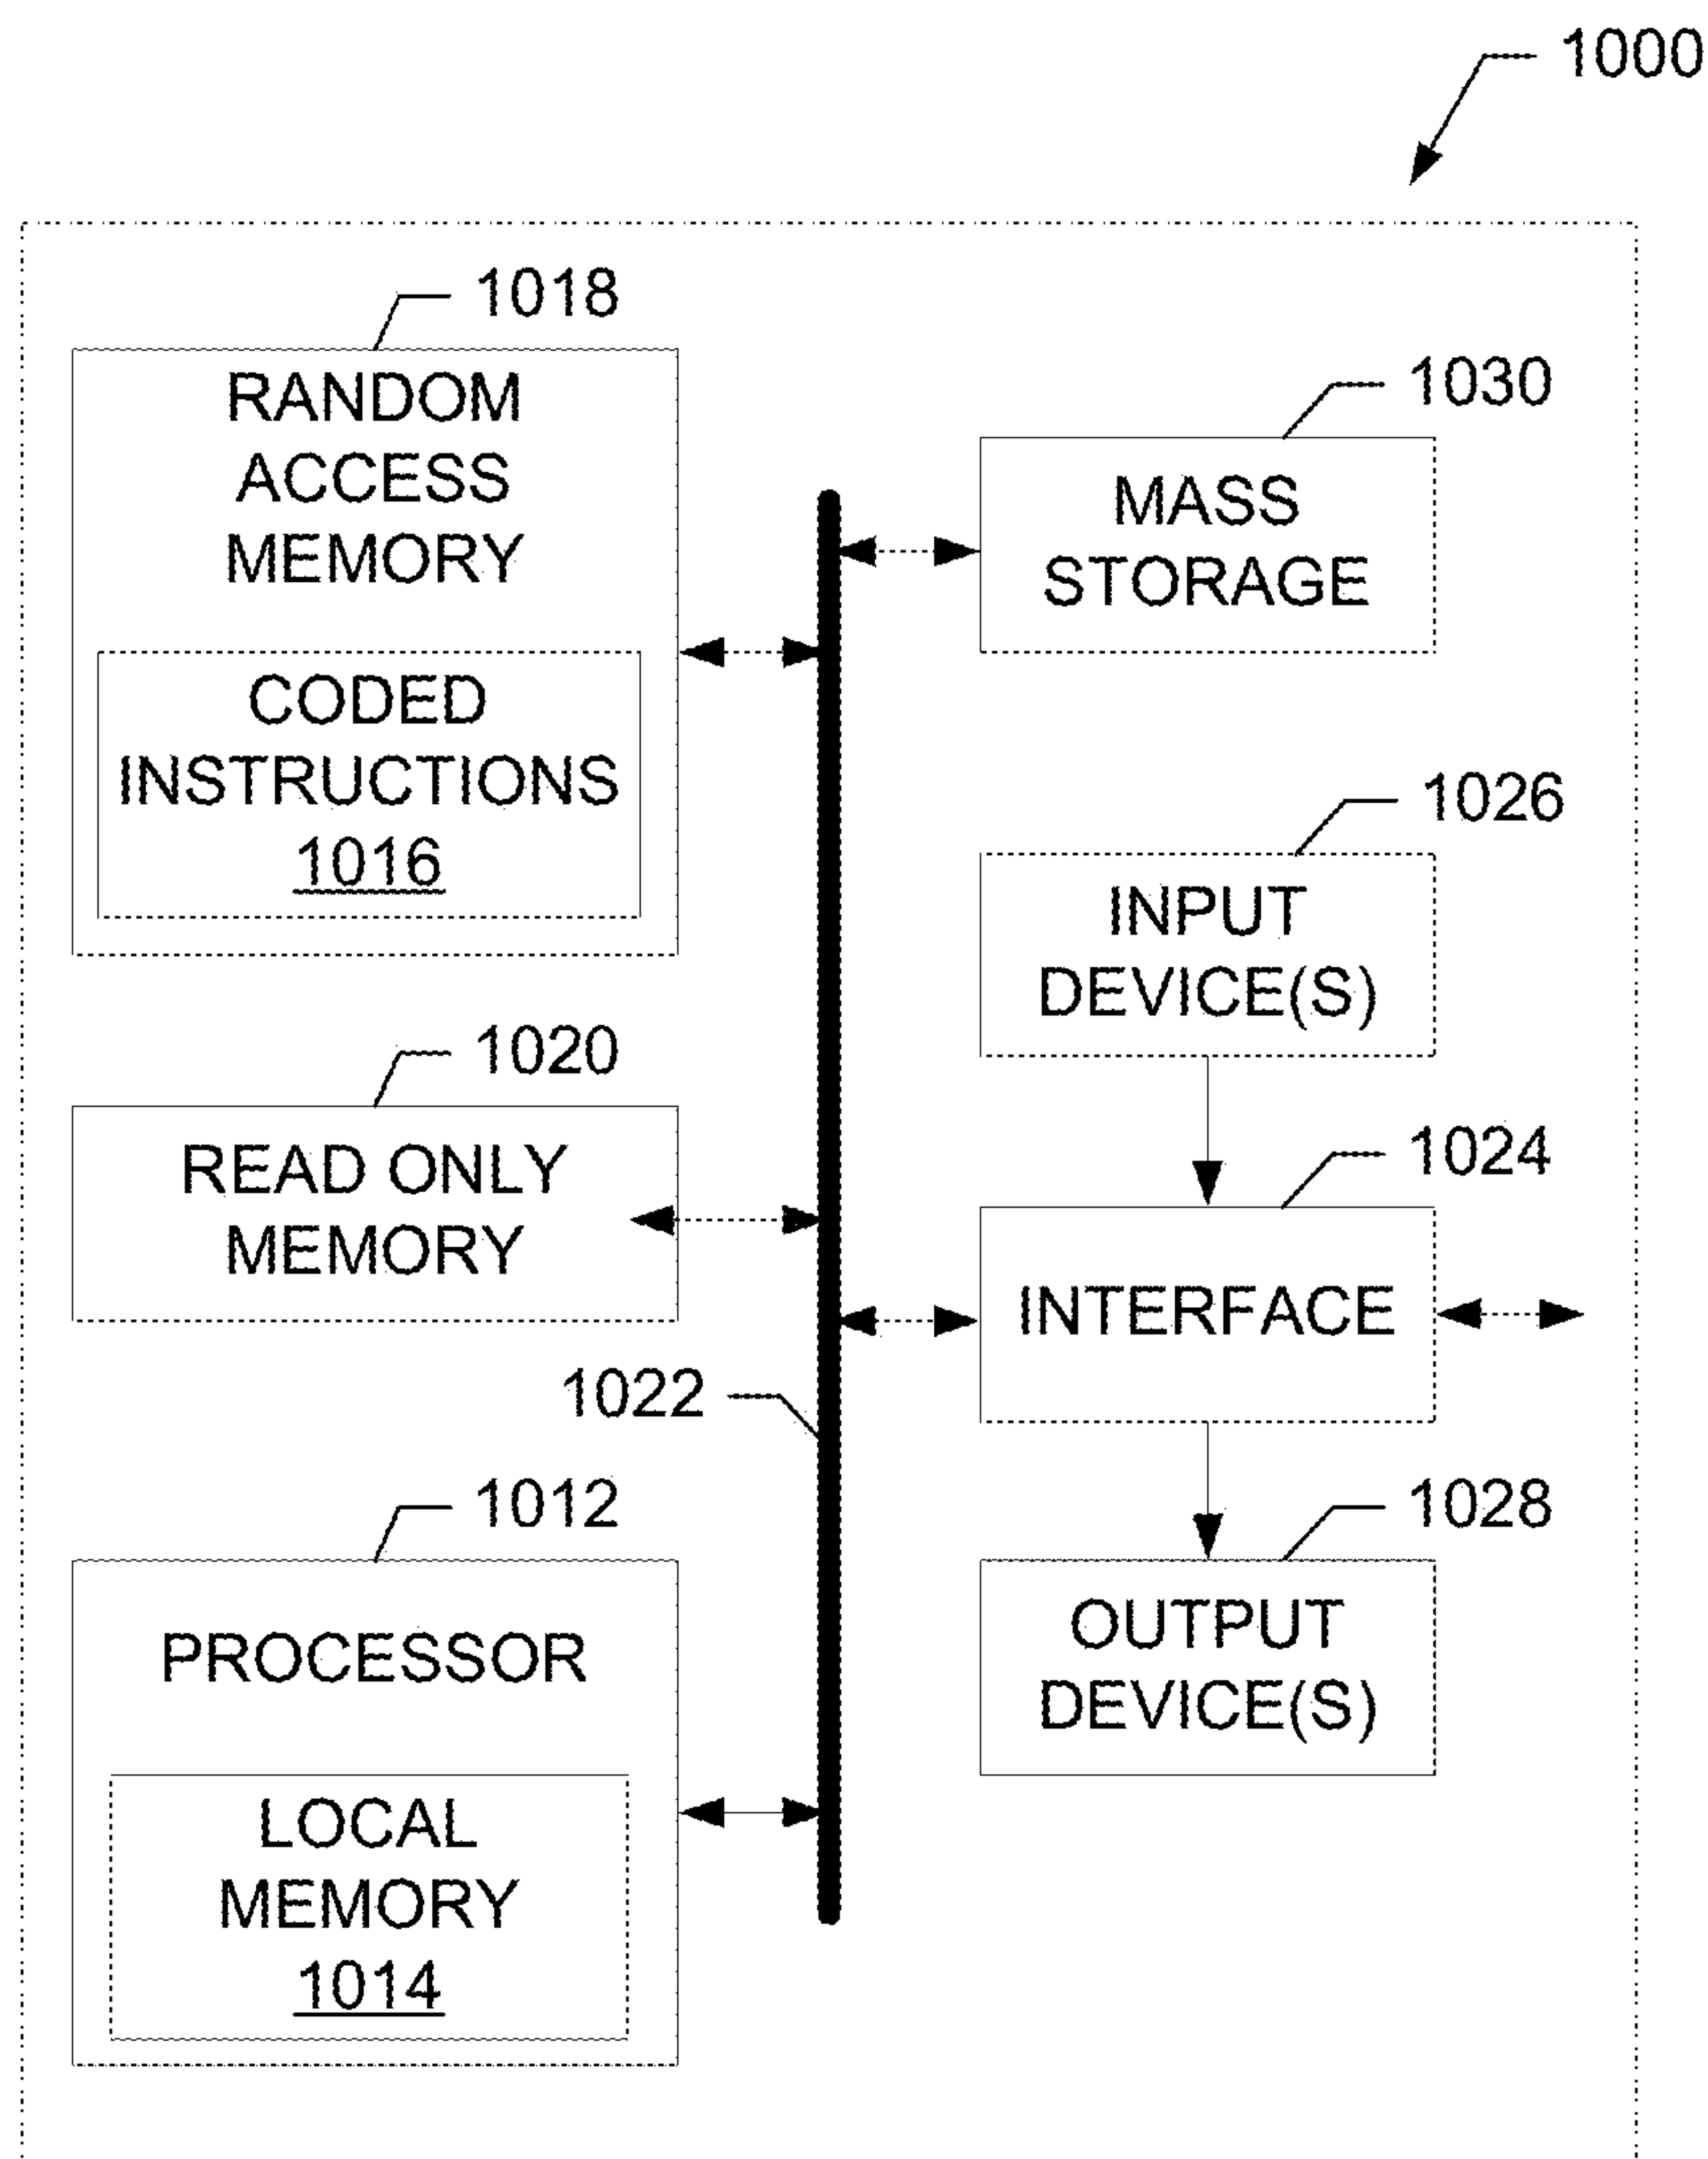 1000
1018
RANDOM
ACCESS
MEMORY
CODED
INSTRUCTIONS
1016
1030
MASS
STORAGE
1026
INPUT
DEVICE(S)
1020
READ ONLY
MEMORY
1024
INTERFACE
1022
1012
PROCESSOR
LOCAL
MEMORY
1014
1028
OUTPUT
DEVICE(S)